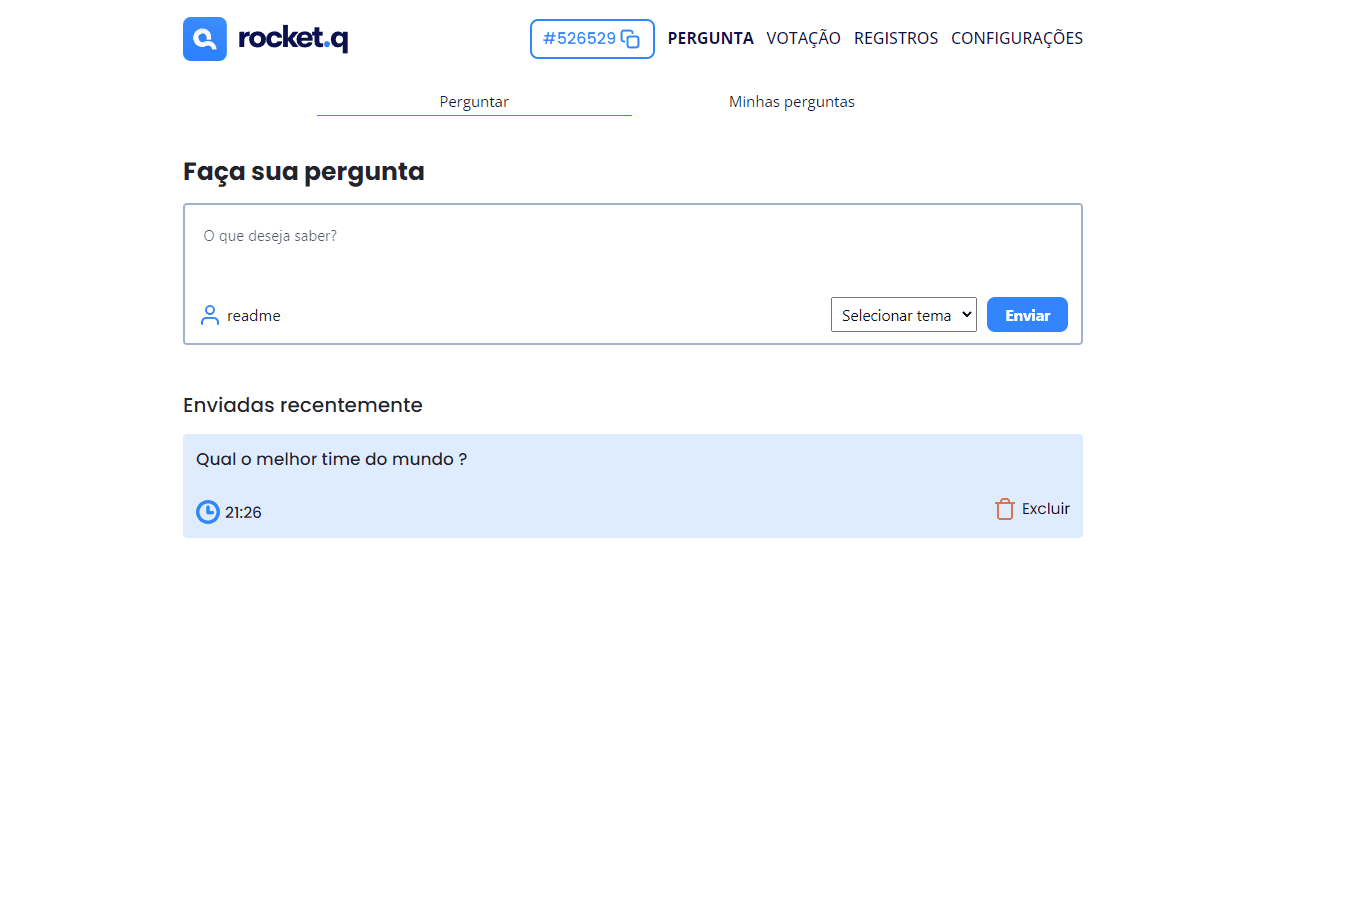 rocket.q
#526529 PERGUNTA VOTAÇÃO REGISTROS CONFIGURAÇÕES
Perguntar Minhas perguntas
Faça sua pergunta
O que deseja saber?
readme Selecionar tema Enviar
Enviadas recentemente
Qual o melhor time do mundo ?
21:26 Excluir